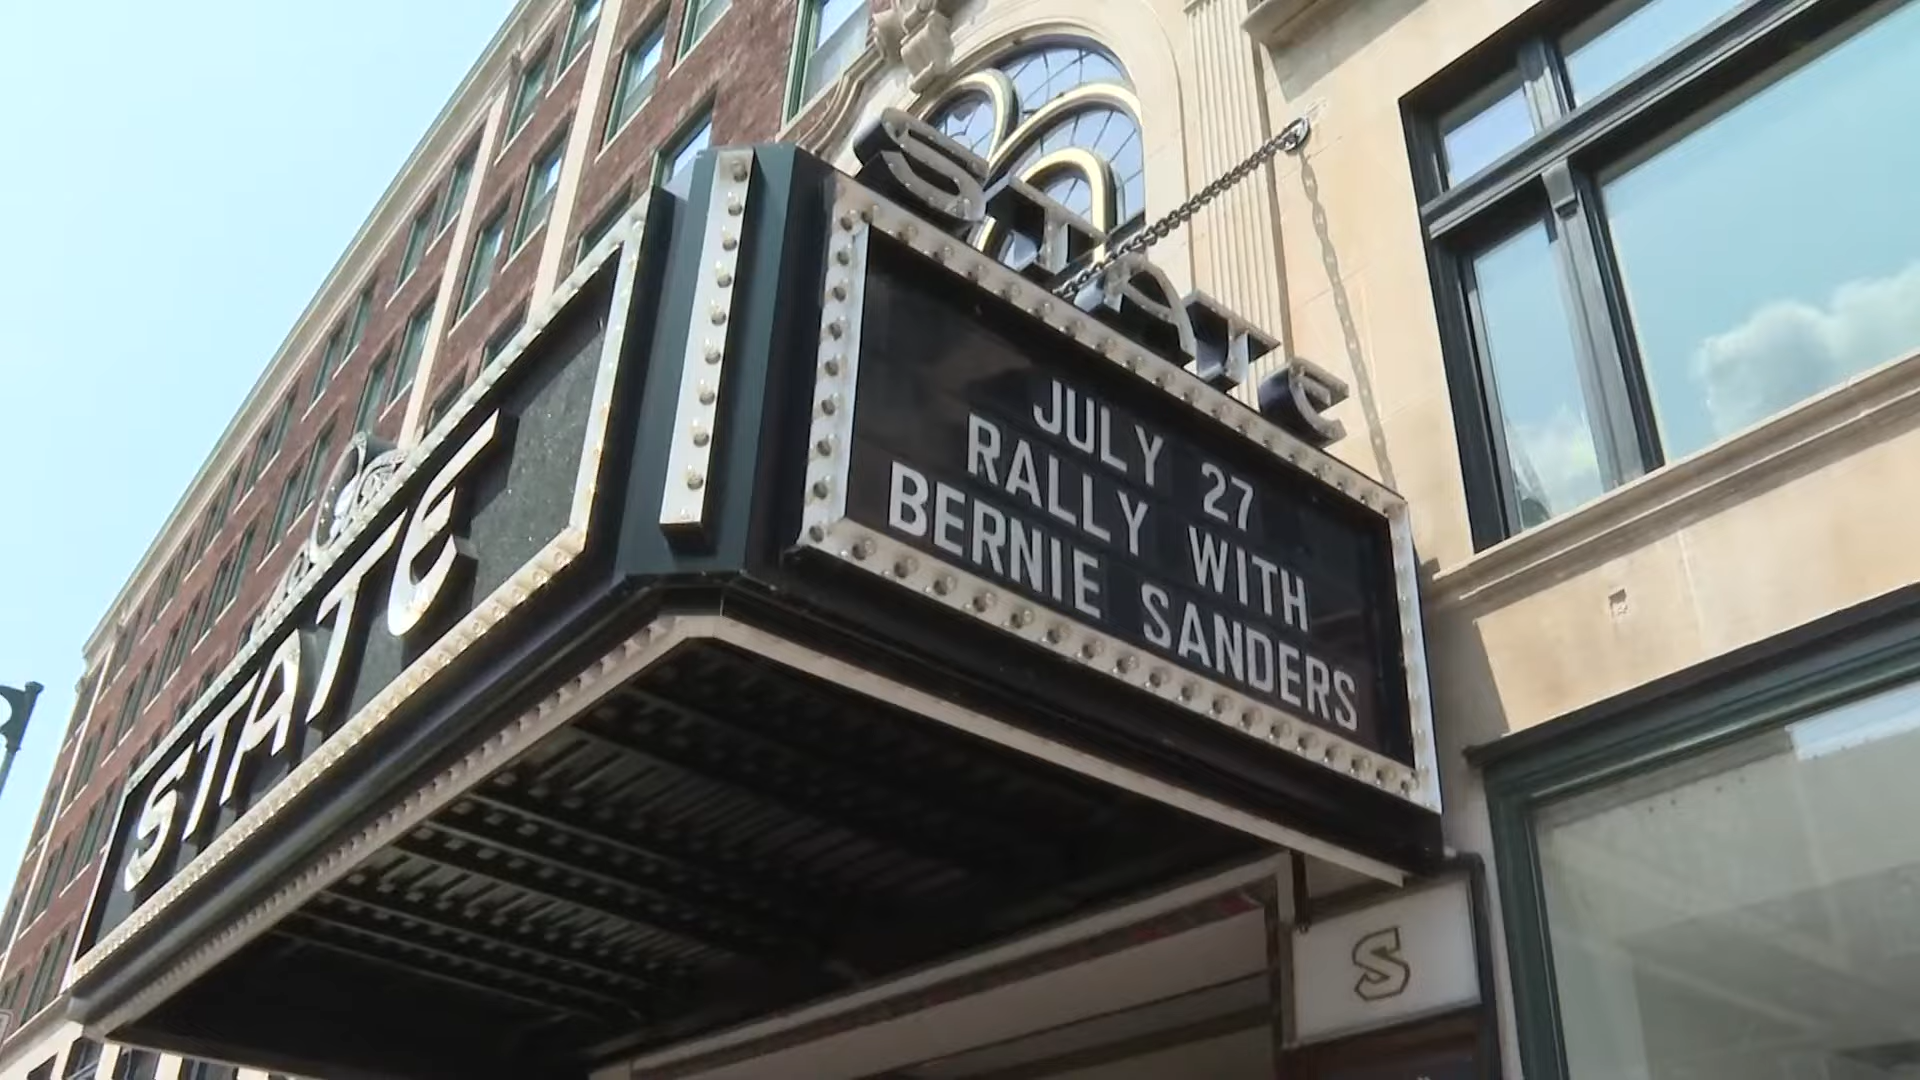 STATE
STATE
JULY 27
RALLY WITH
BERNIE SANDERS
S